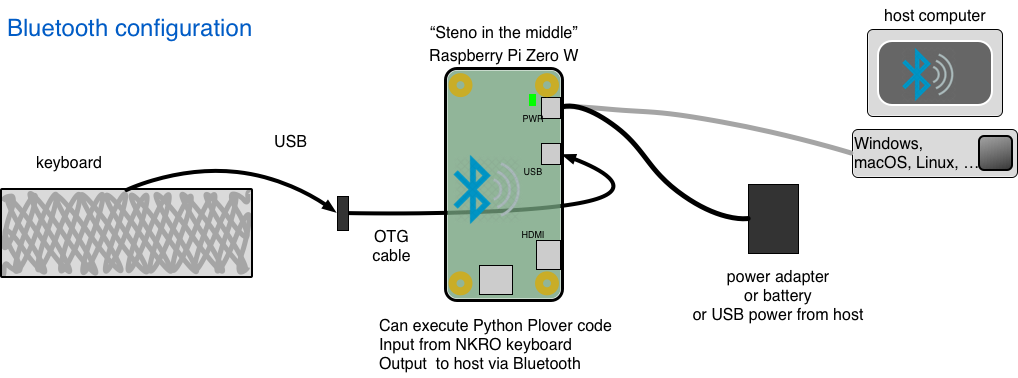 Bluetooth configuration
“Steno in the middle”
Raspberry Pi Zero W
host computer
PWR
USB
keyboard
Windows,
macOS, Linux, …
USB
OTG
cable
HDMI
power adapter
or battery
or USB power from host
Can execute Python Plover code
Input from NKRO keyboard
Output to host via Bluetooth